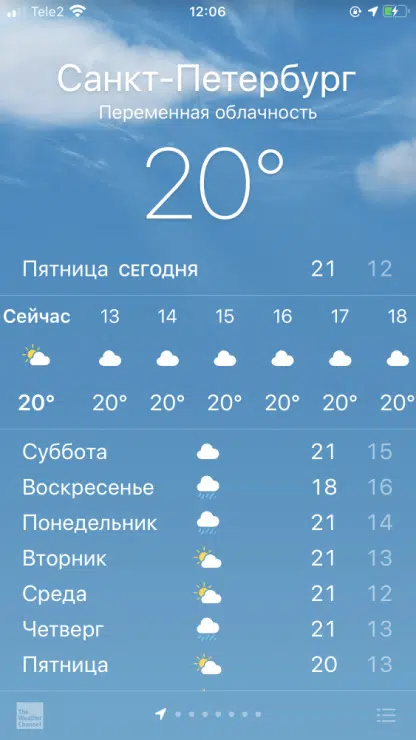 Tele2 12:06
Санкт-Петербург
Переменная облачность
20°
Пятница СЕГОДНЯ 21 12
Сейчас 13 14 15 16 17 18
20° 20° 20° 20° 20° 20° 20°
Суббота 21 15
Воскресенье 18 16
Понедельник 21 14
Вторник 21 13
Среда 21 12
Четверг 21 13
Пятница 20 13
The
Weather
Channel